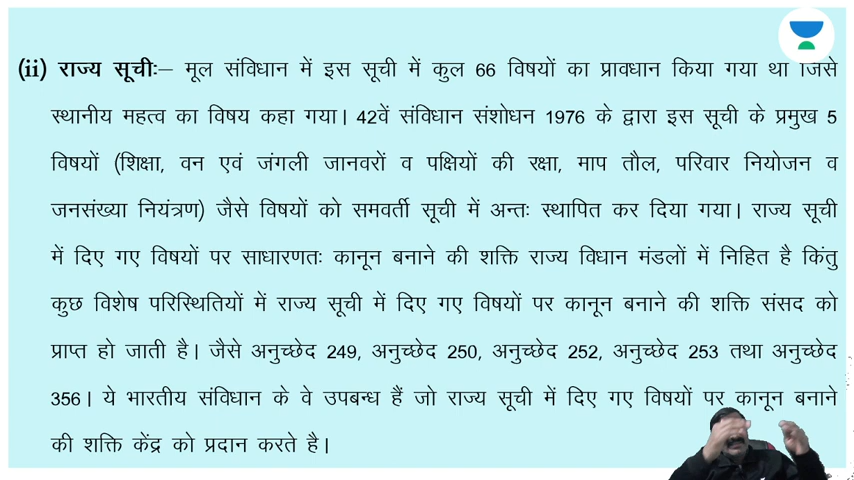 (ii) राज्य सूचीः– मूल संविधान में इस सूची में कुल 66 विषयों का प्रावधान किया गया था जिसे
स्थानीय महत्व का विषय कहा गया। 42वें संविधान संशोधन 1976 के द्वारा इस सूची के प्रमुख 5
विषयों (शिक्षा, वन एवं जंगली जानवरों व पक्षियों की रक्षा, माप तौल, परिवार नियोजन व
जनसंख्या नियंत्रण) जैसे विषयों को समवर्ती सूची में अन्तः स्थापित कर दिया गया। राज्य सूची
में दिए गए विषयों पर साधारणतः कानून बनाने की शक्ति राज्य विधान मंडलों में निहित है किंतु
कुछ विशेष परिस्थितियों में राज्य सूची में दिए गए विषयों पर कानून बनाने की शक्ति संसद को
प्राप्त हो जाती है। जैसे अनुच्छेद 249, अनुच्छेद 250, अनुच्छेद 252, अनुच्छेद 253 तथा अनुच्छेद
356। ये भारतीय संविधान के वे उपबन्ध हैं जो राज्य सूची में दिए गए विषयों पर कानून बनाने
की शक्ति केंद्र को प्रदान करते है।